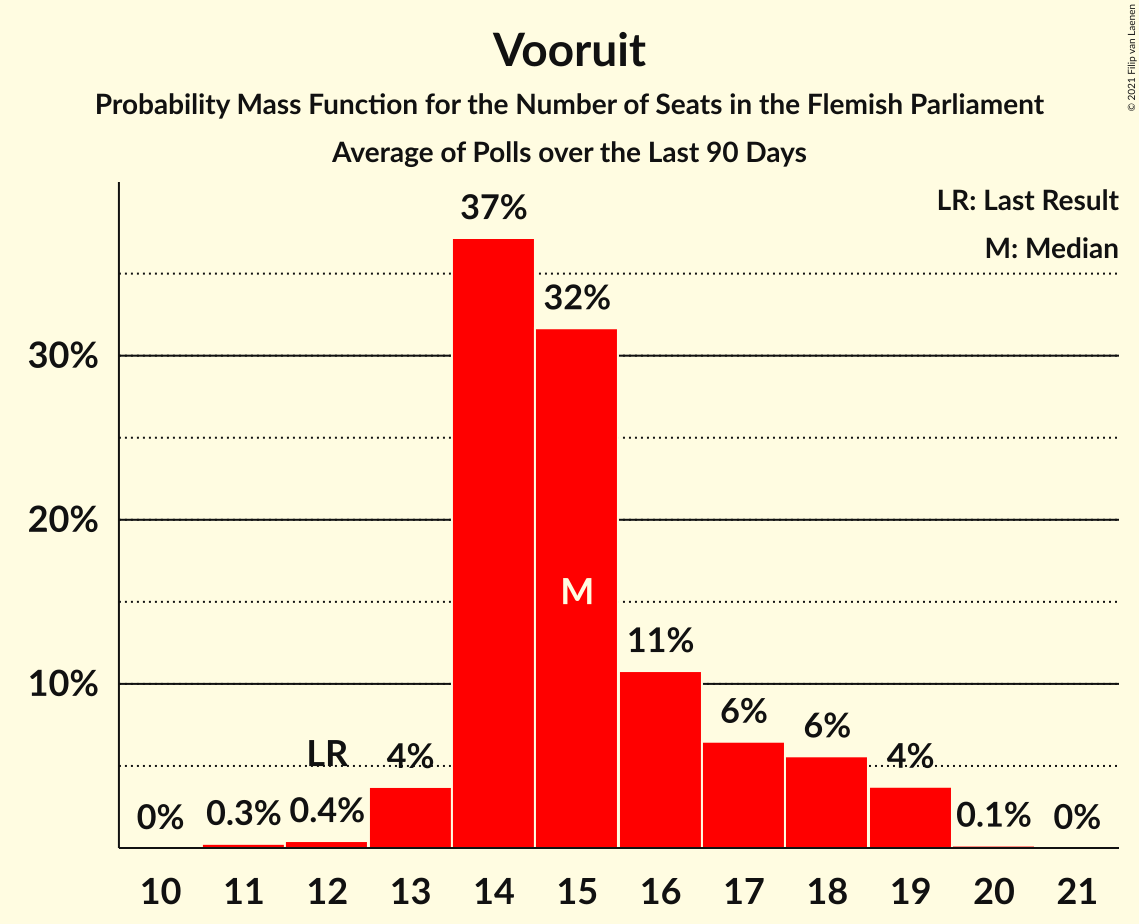 Vooruit
Probability Mass Function for the Number of Seats in the Flemish Parliament
Average of Polls over the Last 90 Days
© 2021 Filip van Laenen
LR: Last Result
M: Median
37%
32%
30%
20%
M
11%
10%
6%
6%
LR
4%
4%
0%
0.3%
0.4%
0.1%
0%
10 11 12 13 14 15 16 17 18 19 20 21